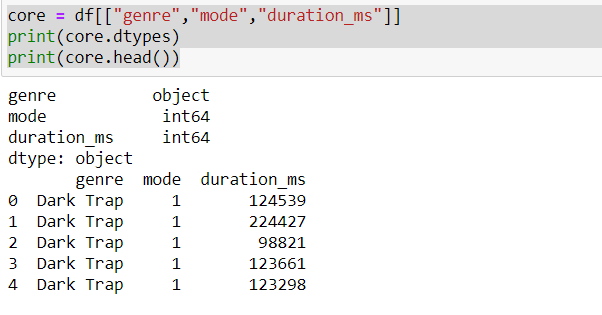 core = df[["genre","mode","duration_ms"]]
print(core.dtypes)
print(core.head())
genre          object
mode            int64
duration_ms     int64
dtype: object
       genre  mode  duration_ms
0  Dark Trap     1       124539
1  Dark Trap     1       224427
2  Dark Trap     1        98821
3  Dark Trap     1       123661
4  Dark Trap     1       123298